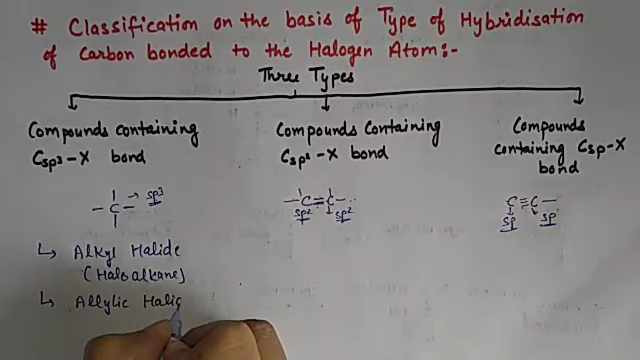 # Classification on the basis of Type of Hybridisation
of Carbon bonded to the Halogen Atom:-
Three Types
Compounds containing
Csp³-X bond
Compounds Containing
Csp²-X bond
Compounds
containing Csp-X
bond
-C- → sp³
-C=C-
sp² sp²
C≡C-
sp sp
↳ Alkyl Halide
(Haloalkane)
↳ Allylic Halid